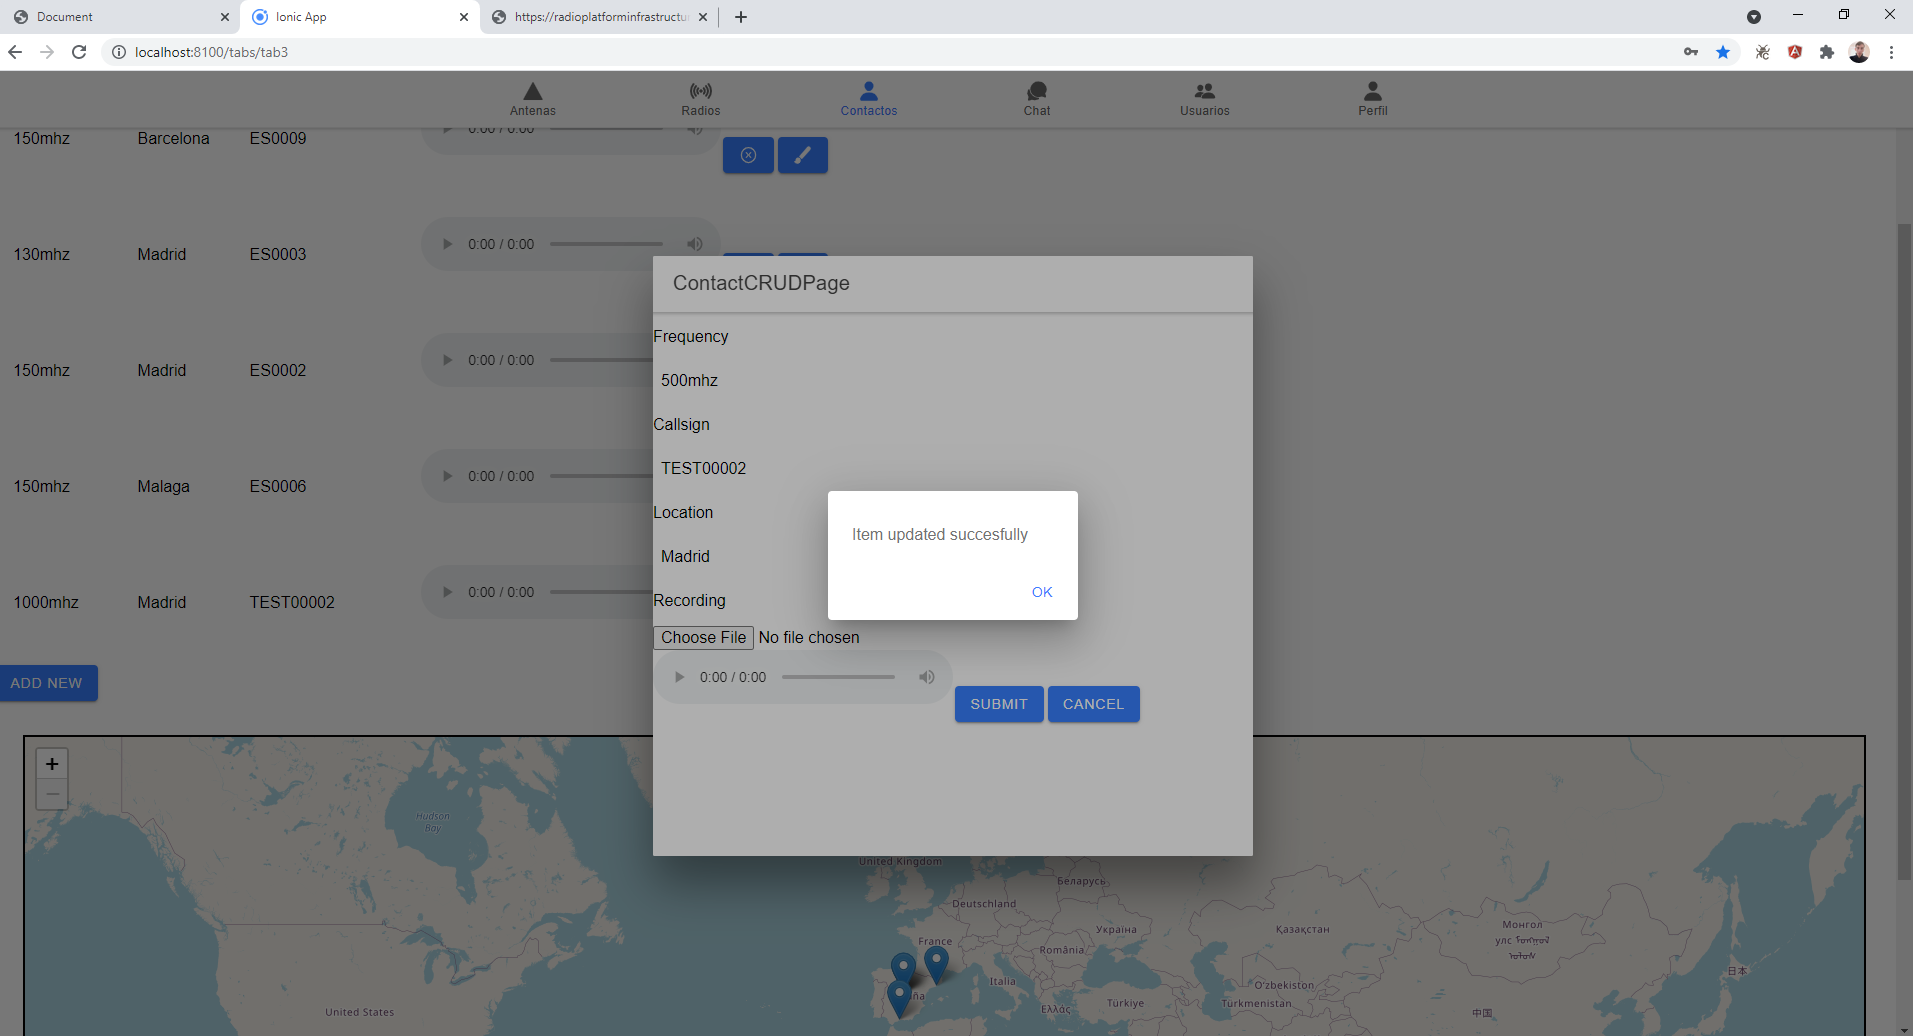 Document
Ionic App
https://radioplatforminfrastructu
localhost:8100/tabs/tab3
Antenas
Radios
Contactos
Chat
Usuarios
Perfil
150mhz Barcelona ES0009 0:00 / 0:00
130mhz Madrid ES0003 0:00 / 0:00
150mhz Madrid ES0002 0:00 / 0:00
150mhz Malaga ES0006 0:00 / 0:00
1000mhz Madrid TEST00002 0:00 / 0:00
ADD NEW
ContactCRUDPage
Frequency
500mhz
Callsign
TEST00002
Location
Madrid
Recording
Choose File No file chosen
0:00 / 0:00
SUBMIT
CANCEL
Item updated succesfully
OK
+
−
Hudson
Bay
United Kingdom
Беларусь
Deutschland
Україна
Қазақстан
Монгол
улс
France
România
日本
Italia
O'zbekiston
ña
Ελλάς
Türkiye
Türkmenistan
中国
United States